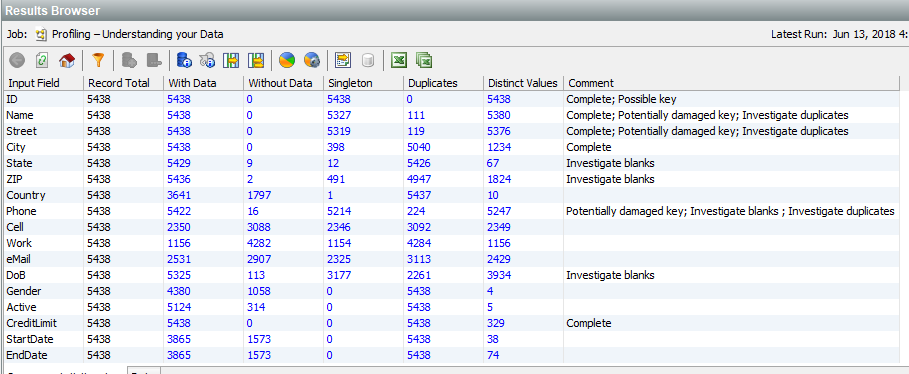 Results Browser
Job: Profiling – Understanding your Data Latest Run: Jun 13, 2018 4:
Input Field Record Total With Data Without Data Singleton Duplicates Distinct Values Comment
ID 5438 5438 0 5438 0 5438 Complete; Possible key
Name 5438 5438 0 5327 111 5380 Complete; Potentially damaged key; Investigate duplicates
Street 5438 5438 0 5319 119 5376 Complete; Potentially damaged key; Investigate duplicates
City 5438 5438 0 398 5040 1234 Complete
State 5438 5429 9 12 5426 67 Investigate blanks
ZIP 5438 5436 2 491 4947 1824 Investigate blanks
Country 5438 3641 1797 1 5437 10
Phone 5438 5422 16 5214 224 5247 Potentially damaged key; Investigate blanks ; Investigate duplicates
Cell 5438 2350 3088 2346 3092 2349
Work 5438 1156 4282 1154 4284 1156
eMail 5438 2531 2907 2325 3113 2429
DoB 5438 5325 113 3177 2261 3934 Investigate blanks
Gender 5438 4380 1058 0 5438 4
Active 5438 5124 314 0 5438 5
CreditLimit 5438 5438 0 0 5438 329 Complete
StartDate 5438 3865 1573 0 5438 38
EndDate 5438 3865 1573 0 5438 74